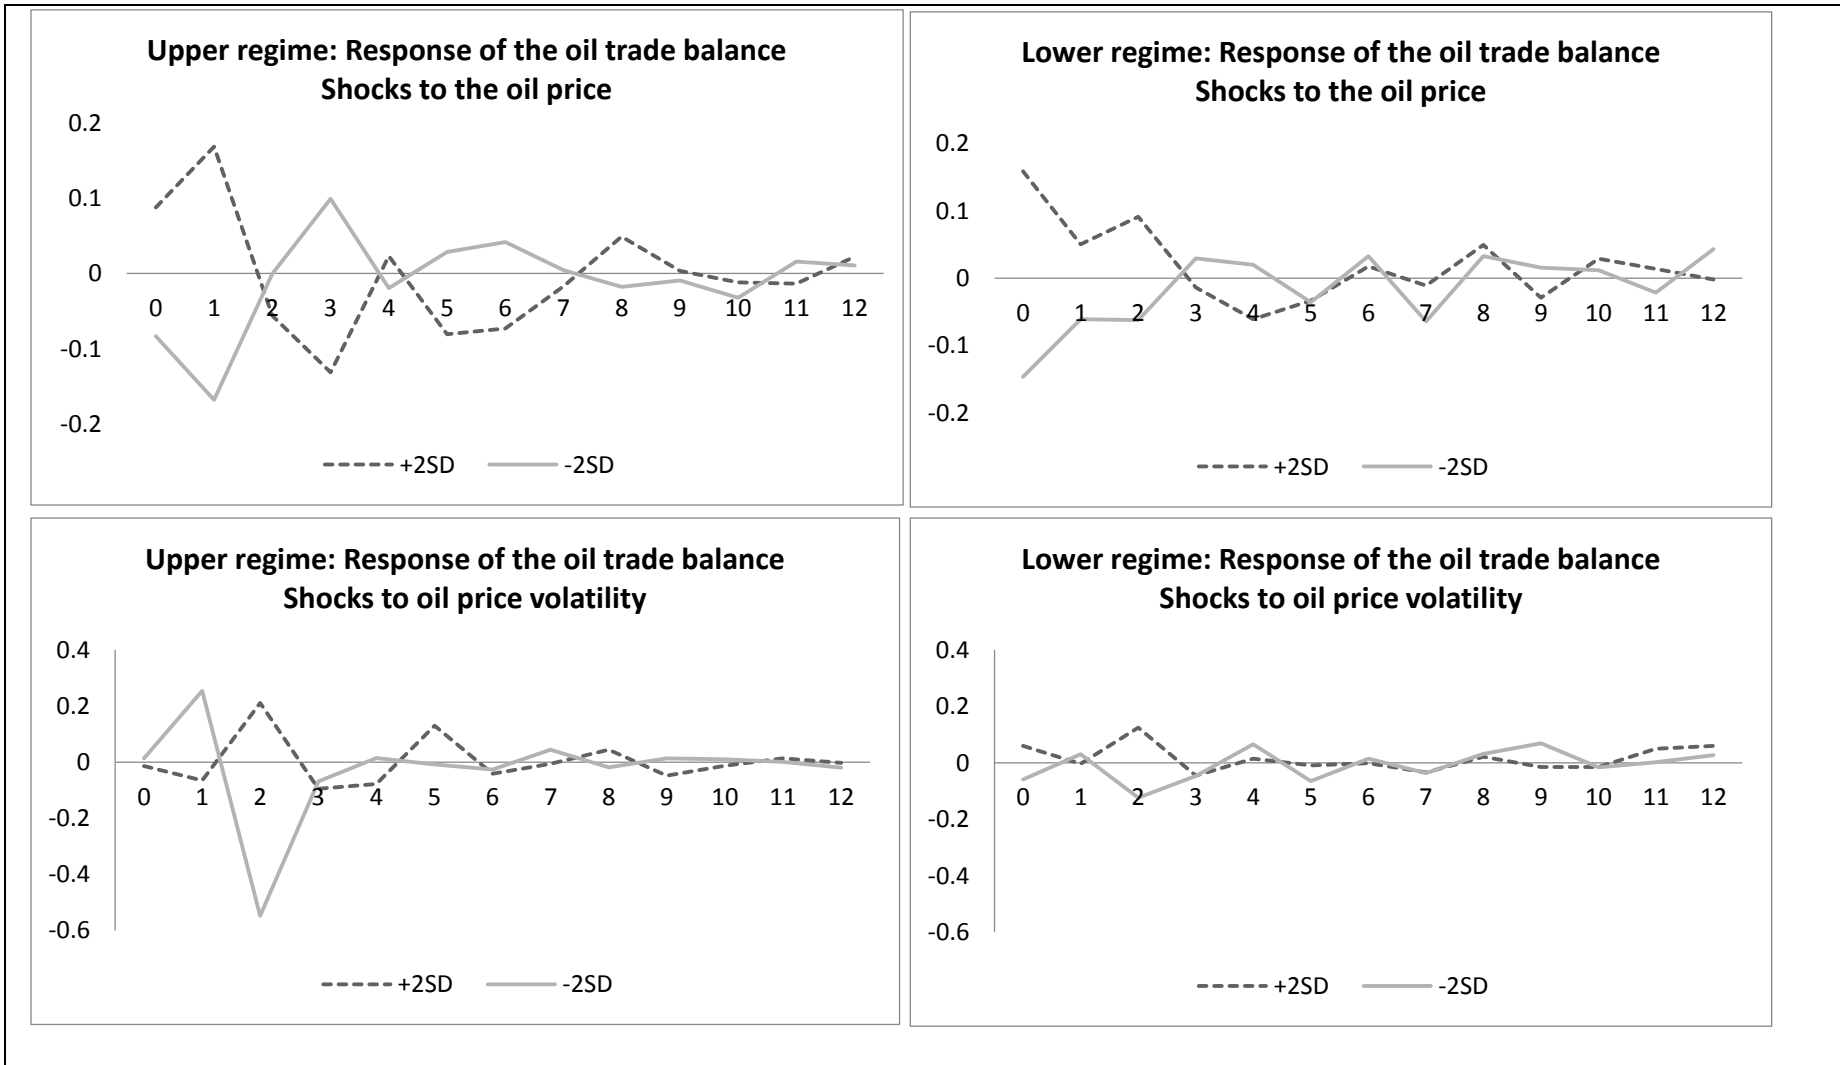 Upper regime: Response of the oil trade balance
Shocks to the oil price
0.2
0.1
0
-0.1
-0.2
0 1 2 3 4 5 6 7 8 9 10 11 12
+2SD -2SD
Lower regime: Response of the oil trade balance
Shocks to the oil price
0.2
0.1
0
-0.1
-0.2
0 1 2 3 4 5 6 7 8 9 10 11 12
+2SD -2SD
Upper regime: Response of the oil trade balance
Shocks to oil price volatility
0.4
0.2
0
-0.2
-0.4
-0.6
0 1 2 3 4 5 6 7 8 9 10 11 12
+2SD -2SD
Lower regime: Response of the oil trade balance
Shocks to oil price volatility
0.4
0.2
0
-0.2
-0.4
-0.6
0 1 2 3 4 5 6 7 8 9 10 11 12
+2SD -2SD